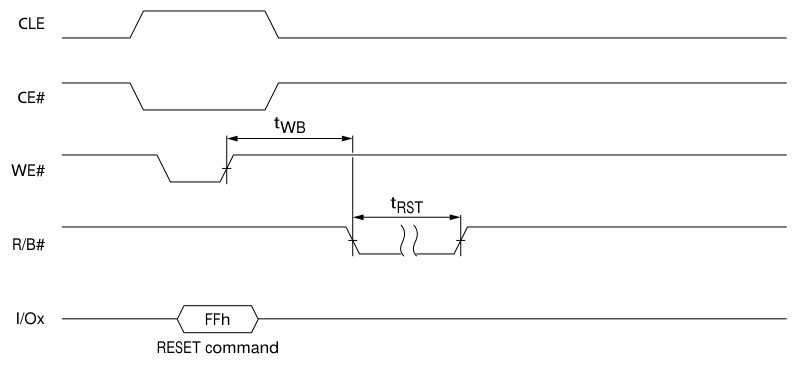 CLE
CE#
tWB
WE#
tRST
R/B#
I/Ox
FFh
RESET command